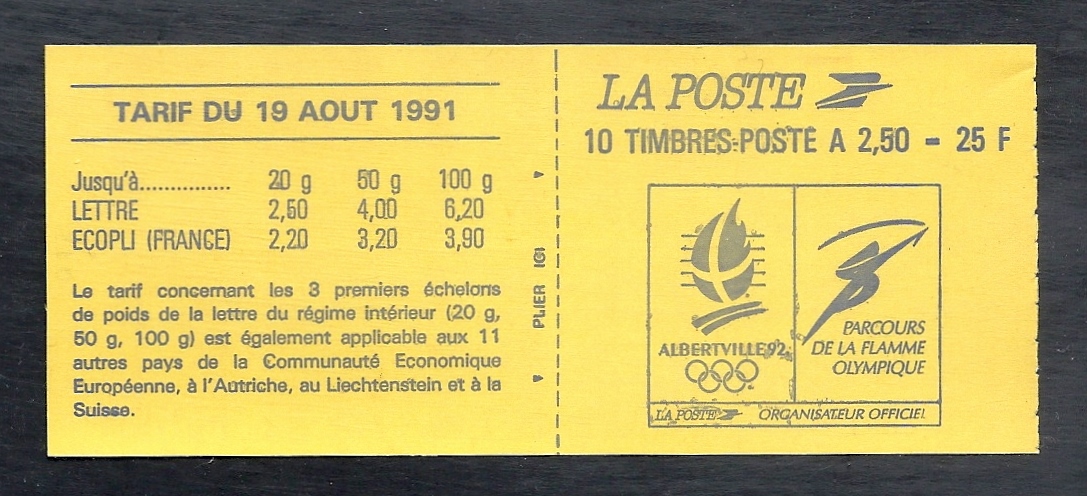 TARIF DU 19 AOUT 1991
Jusqu'à............... 20 g 50 g 100 g
LETTRE 2,50 4,00 6,20
ECOPLI (FRANCE) 2,20 3,20 3,90
Le tarif concernant les 3 premiers échelons
de poids de la lettre du régime intérieur (20 g,
50 g, 100 g) est également applicable aux 11
autres pays de la Communauté Economique
Européenne, à l'Autriche, au Liechtenstein et à la
Suisse.
PLIER ICI
LA POSTE
10 TIMBRES-POSTE A 2,50 - 25 F
ALBERTVILLE 92
PARCOURS
DE LA FLAMME
OLYMPIQUE
LA POSTE ORGANISATEUR OFFICIEL